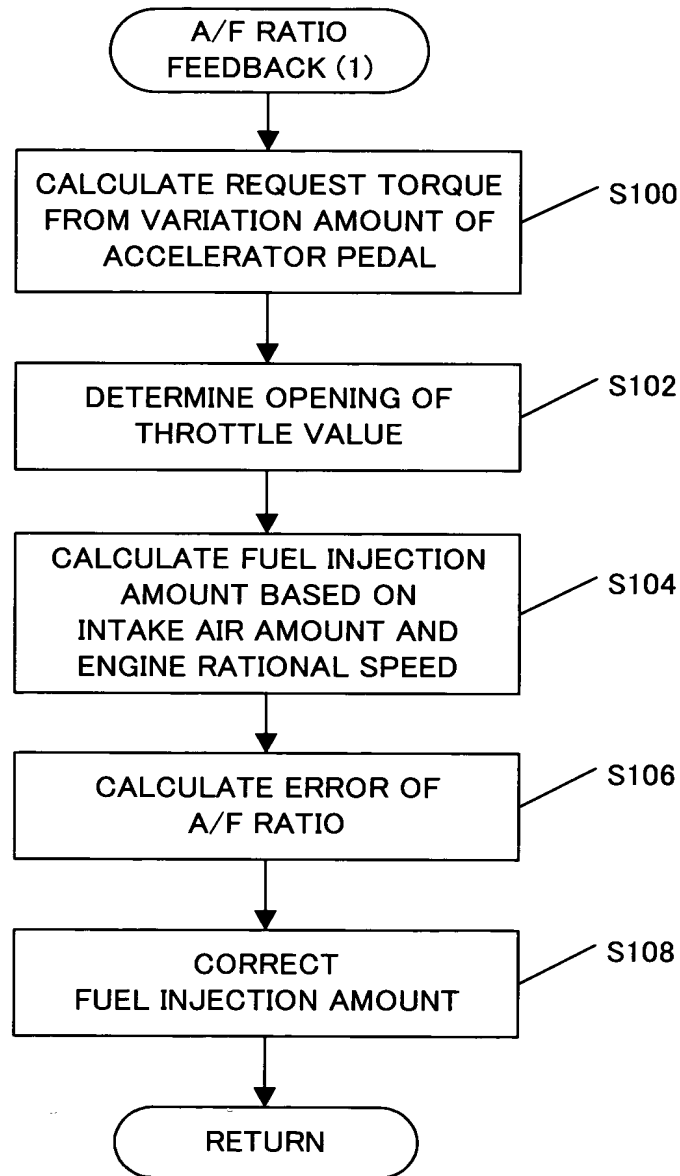 A/F RATIO
FEEDBACK (1)
CALCULATE REQUEST TORQUE
FROM VARIATION AMOUNT OF
ACCELERATOR PEDAL
S100
DETERMINE OPENING OF
THROTTLE VALUE
S102
CALCULATE FUEL INJECTION
AMOUNT BASED ON
INTAKE AIR AMOUNT AND
ENGINE RATIONAL SPEED
S104
CALCULATE ERROR OF
A/F RATIO
S106
CORRECT
FUEL INJECTION AMOUNT
S108
RETURN